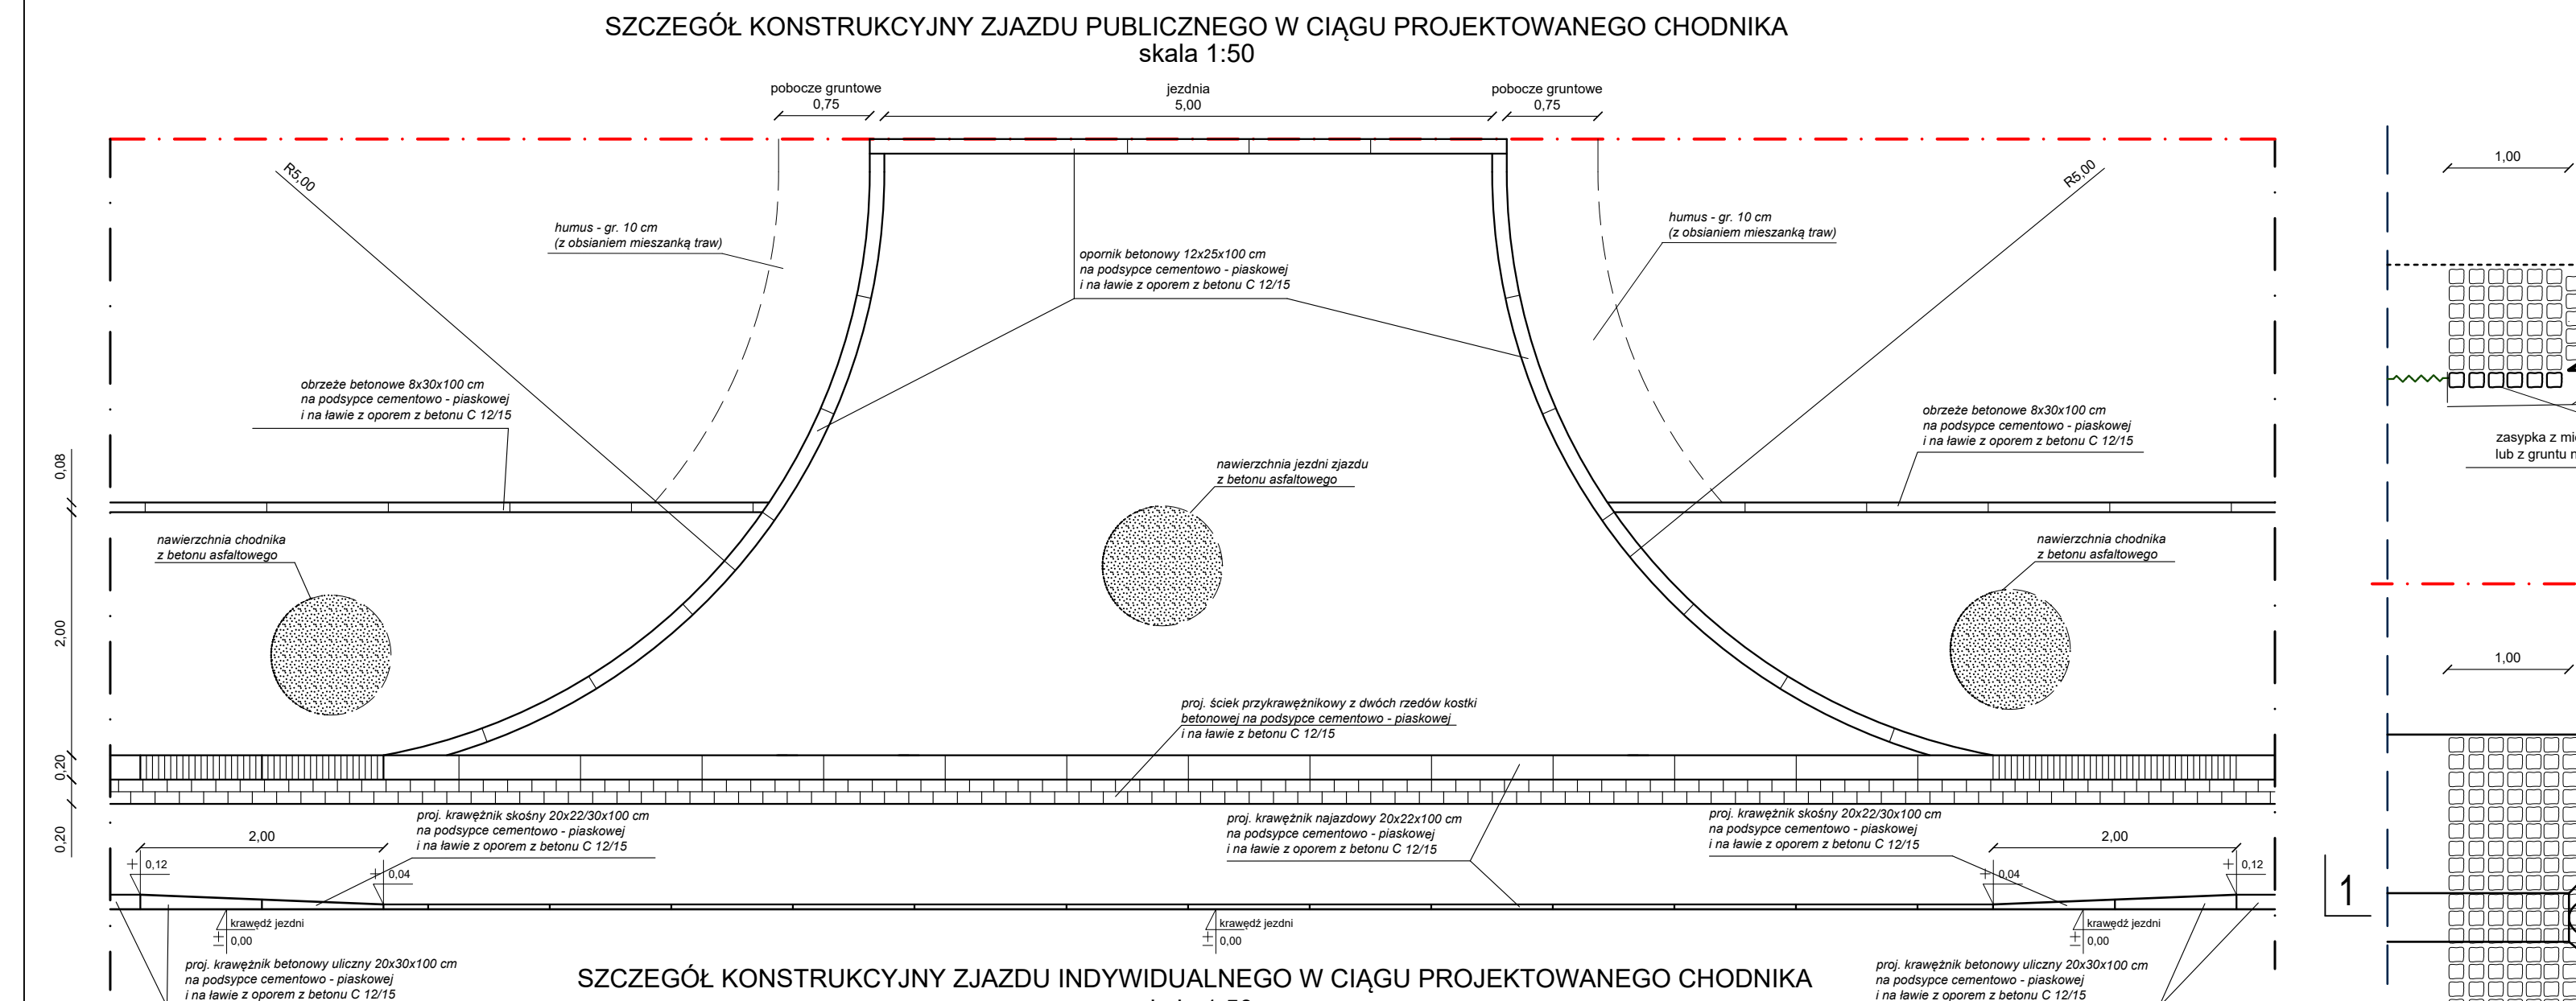 SZCZEGÓŁ KONSTRUKCYJNY ZJAZDU PUBLICZNEGO W CIĄGU PROJEKTOWANEGO CHODNIKA
skala 1:50
pobocze gruntowe
0,75
jezdnia
5,00
pobocze gruntowe
0,75
1,00
R5,00
R5,00
humus - gr. 10 cm
(z obsianiem mieszanką traw)
humus - gr. 10 cm
(z obsianiem mieszanką traw)
opornik betonowy 12x25x100 cm
na podsypce cementowo - piaskowej
i na ławie z oporem z betonu C 12/15
obrzeże betonowe 8x30x100 cm
na podsypce cementowo - piaskowej
i na ławie z oporem z betonu C 12/15
obrzeże betonowe 8x30x100 cm
na podsypce cementowo - piaskowej
i na ławie z oporem z betonu C 12/15
zasypka z
lub z gruntu
0,08
nawierzchnia jezdni zjazdu
z betonu asfaltowego
nawierzchnia chodnika
z betonu asfaltowego
nawierzchnia chodnika
z betonu asfaltowego
2,00
1,00
proj. ściek przykrawężnikowy z dwóch rzedów kostki
betonowej na podsypce cementowo - piaskowej
i na ławie z betonu C 12/15
0,20
0,20
proj. krawężnik skośny 20x22/30x100 cm
na podsypce cementowo - piaskowej
i na ławie z oporem z betonu C 12/15
proj. krawężnik najazdowy 20x22x100 cm
na podsypce cementowo - piaskowej
i na ławie z oporem z betonu C 12/15
proj. krawężnik skośny 20x22/30x100 cm
na podsypce cementowo - piaskowej
i na ławie z oporem z betonu C 12/15
2,00
2,00
+ 0,12
+ 0,04
+ 0,04
+ 0,12
1
krawędź jezdni
± 0,00
krawędź jezdni
± 0,00
krawędź jezdni
± 0,00
proj. krawężnik betonowy uliczny 20x30x100 cm
na podsypce cementowo - piaskowej
i na ławie z oporem z betonu C 12/15
proj. krawężnik betonowy uliczny 20x30x100 cm
na podsypce cementowo - piaskowej
i na ławie z oporem z betonu C 12/15
SZCZEGÓŁ KONSTRUKCYJNY ZJAZDU INDYWIDUALNEGO W CIĄGU PROJEKTOWANEGO CHODNIKA